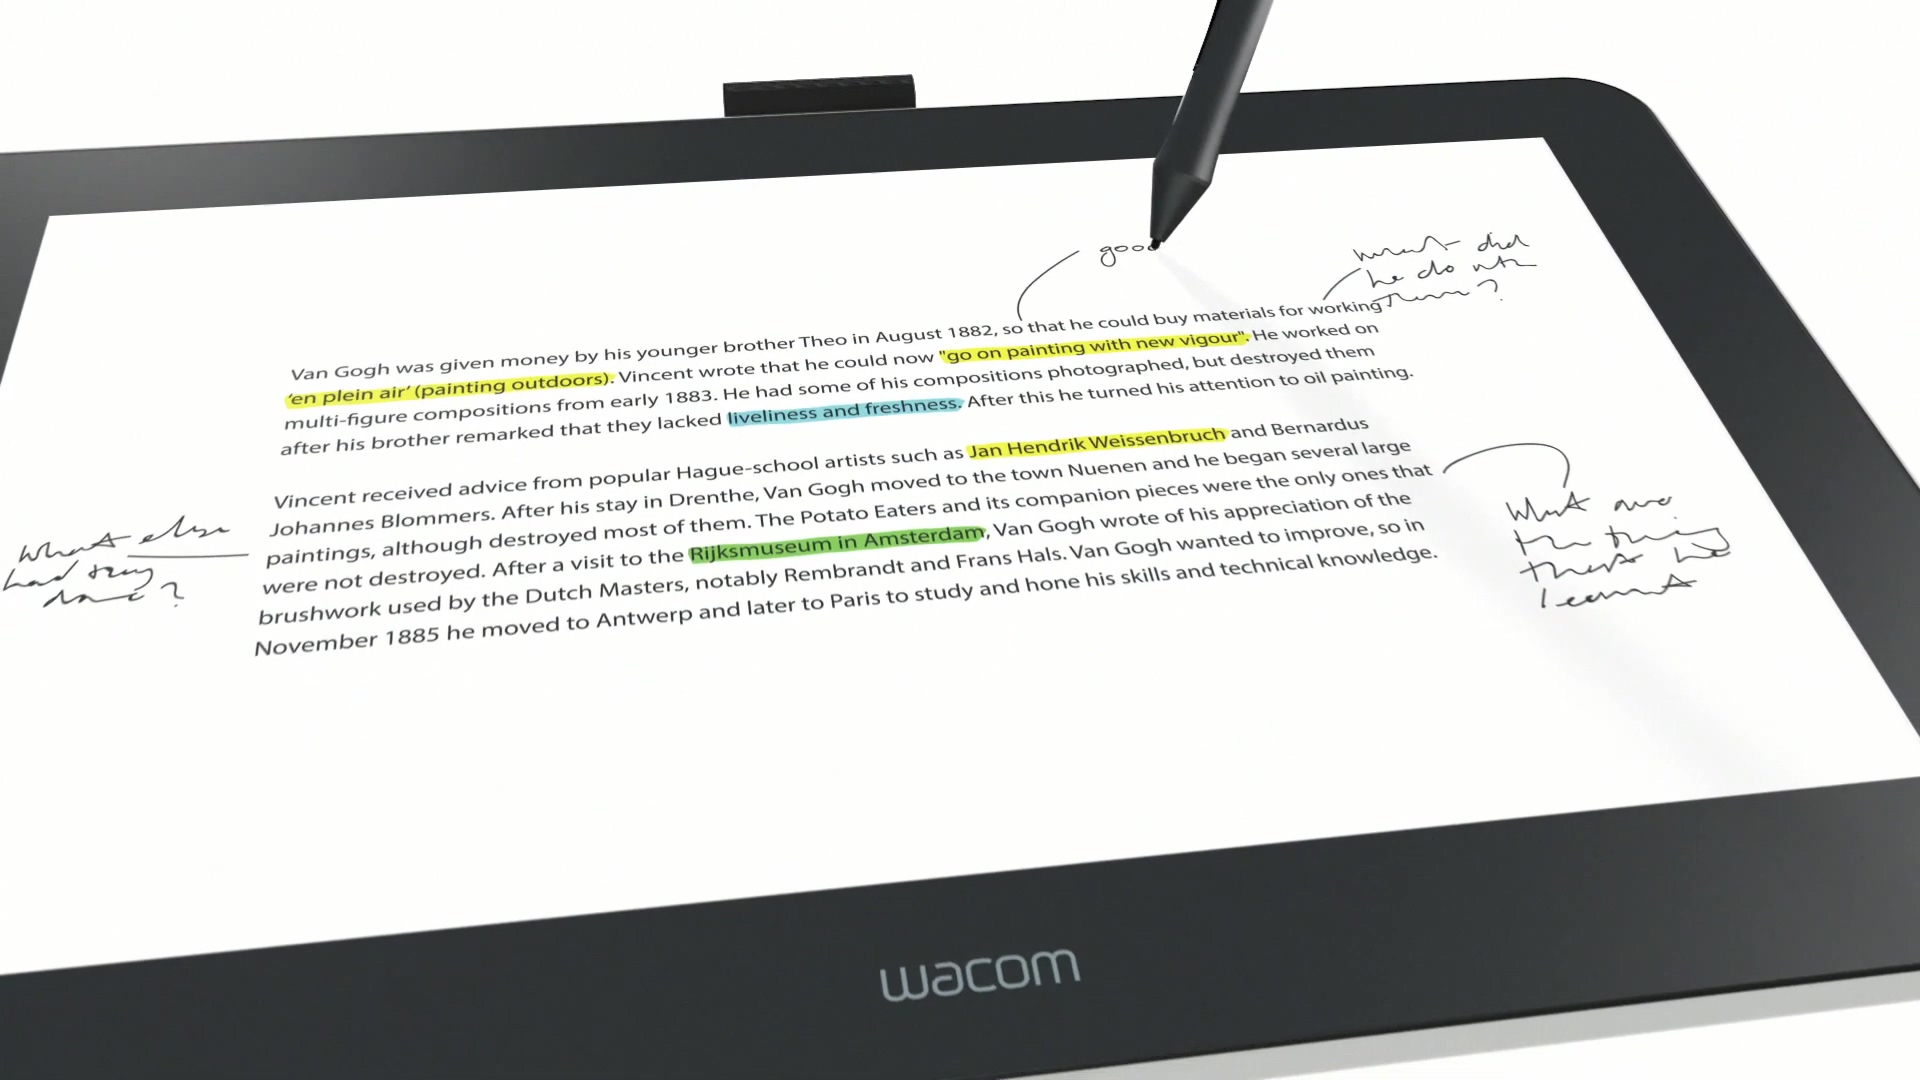 good
what did
he do with
them?
Van Gogh was given money by his younger brother Theo in August 1882, so that he could buy materials for working
‘en plein air’ (painting outdoors). Vincent wrote that he could now "go on painting with new vigour". He worked on
multi-figure compositions from early 1883. He had some of his compositions photographed, but destroyed them
after his brother remarked that they lacked liveliness and freshness. After this he turned his attention to oil painting.
Vincent received advice from popular Hague-school artists such as Jan Hendrik Weissenbruch and Bernardus
Johannes Blommers. After his stay in Drenthe, Van Gogh moved to the town Nuenen and he began several large
paintings, although destroyed most of them. The Potato Eaters and its companion pieces were the only ones that
were not destroyed. After a visit to the Rijksmuseum in Amsterdam, Van Gogh wrote of his appreciation of the
brushwork used by the Dutch Masters, notably Rembrandt and Frans Hals. Van Gogh wanted to improve, so in
November 1885 he moved to Antwerp and later to Paris to study and hone his skills and technical knowledge.
What else
had they
done?
What are
the things
that he
learnt
wacom